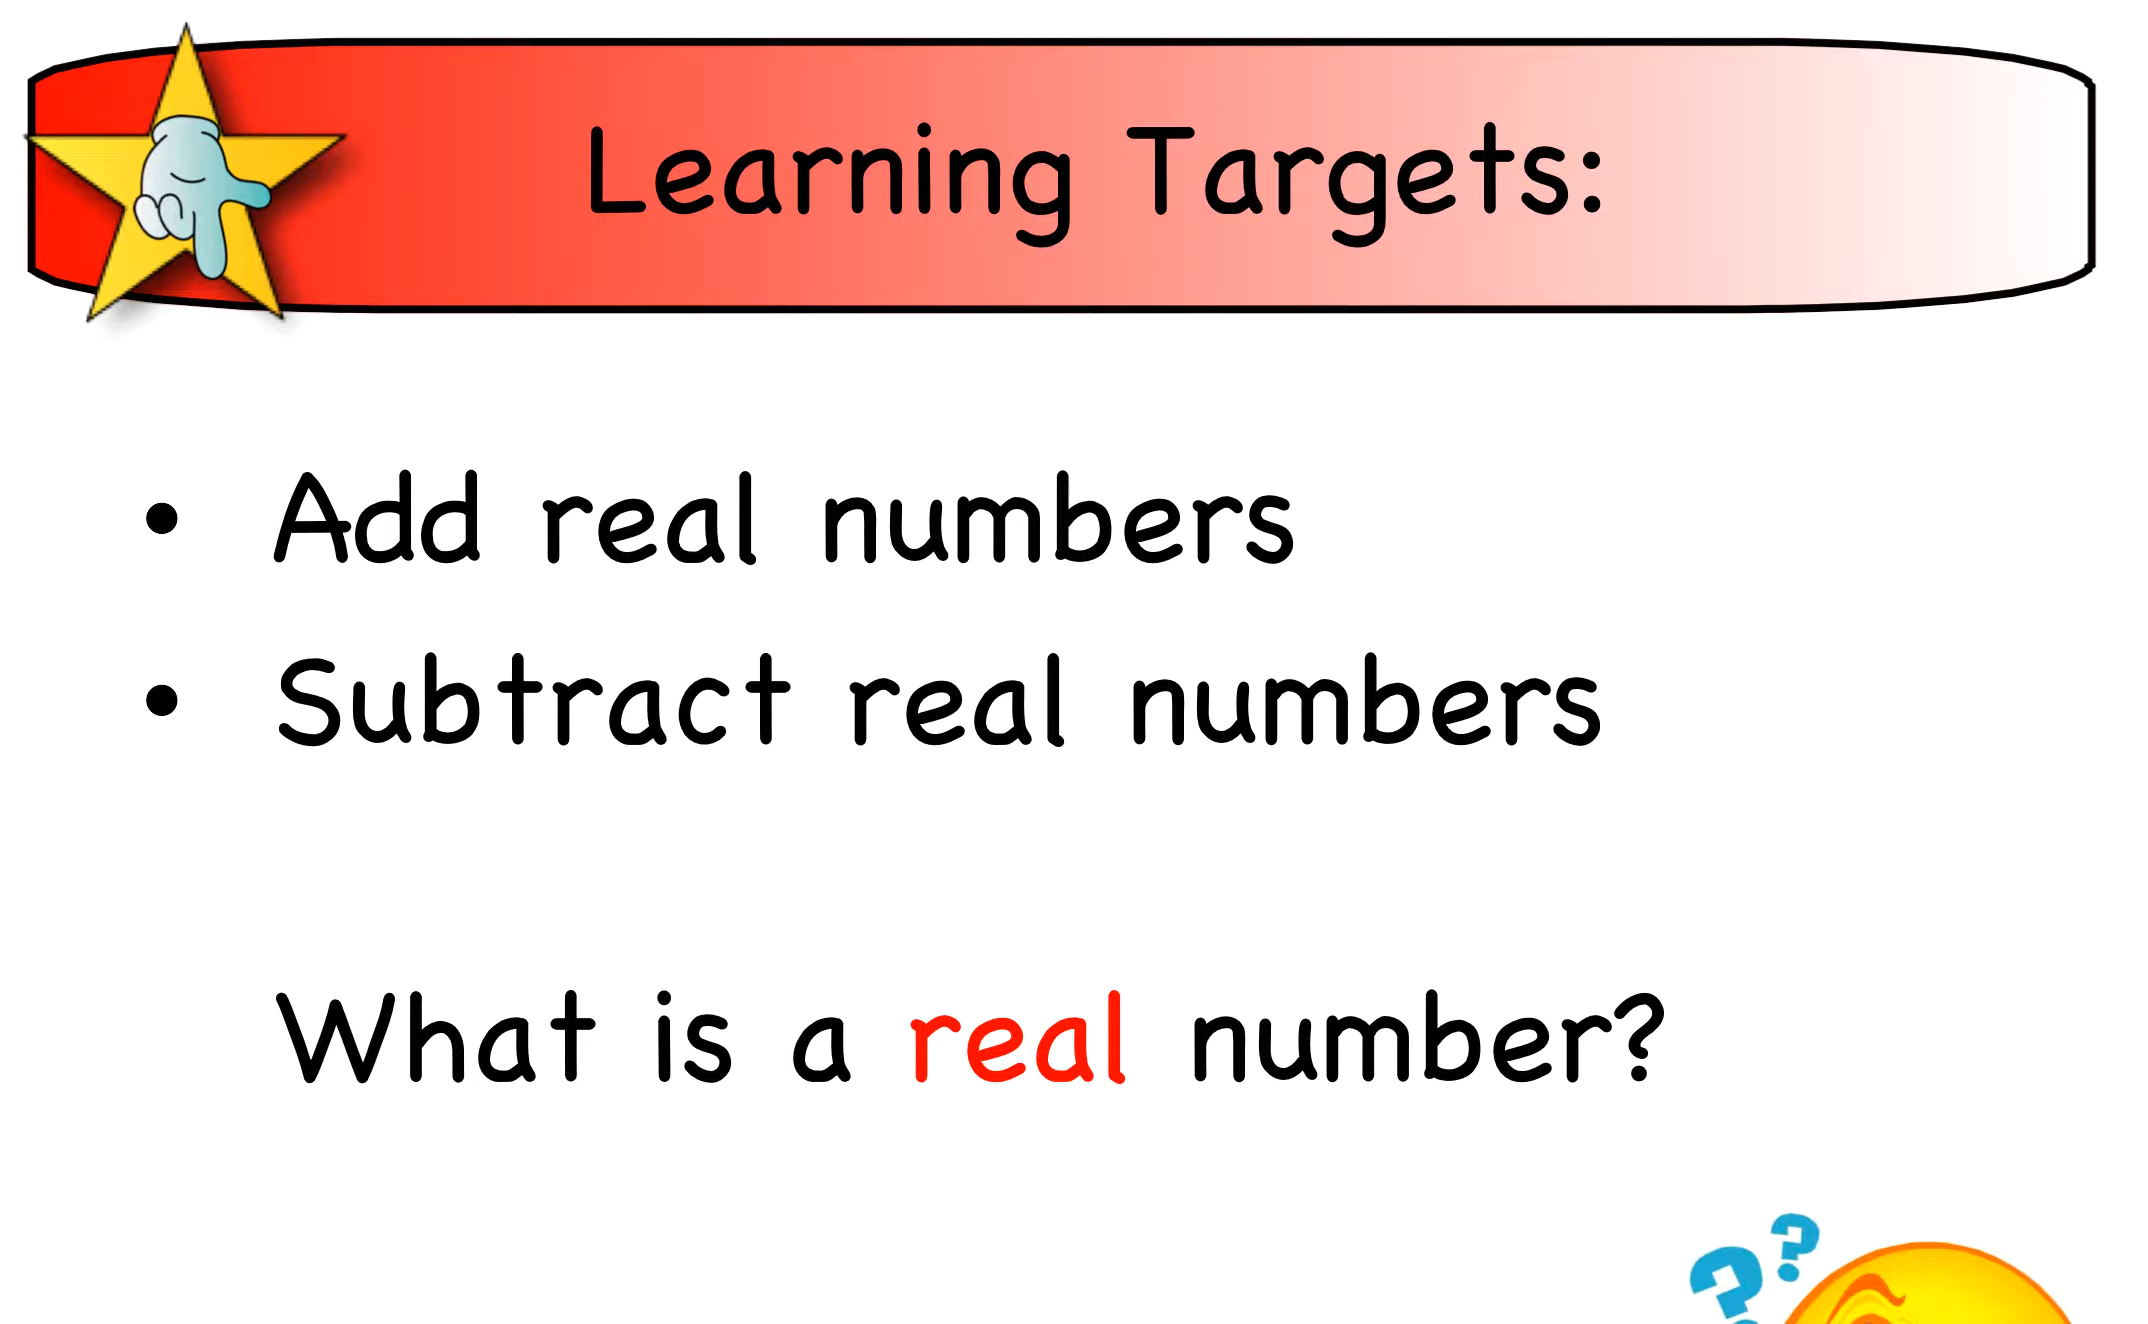 Learning Targets:
• Add real numbers
• Subtract real numbers
What is a real number?
? ?